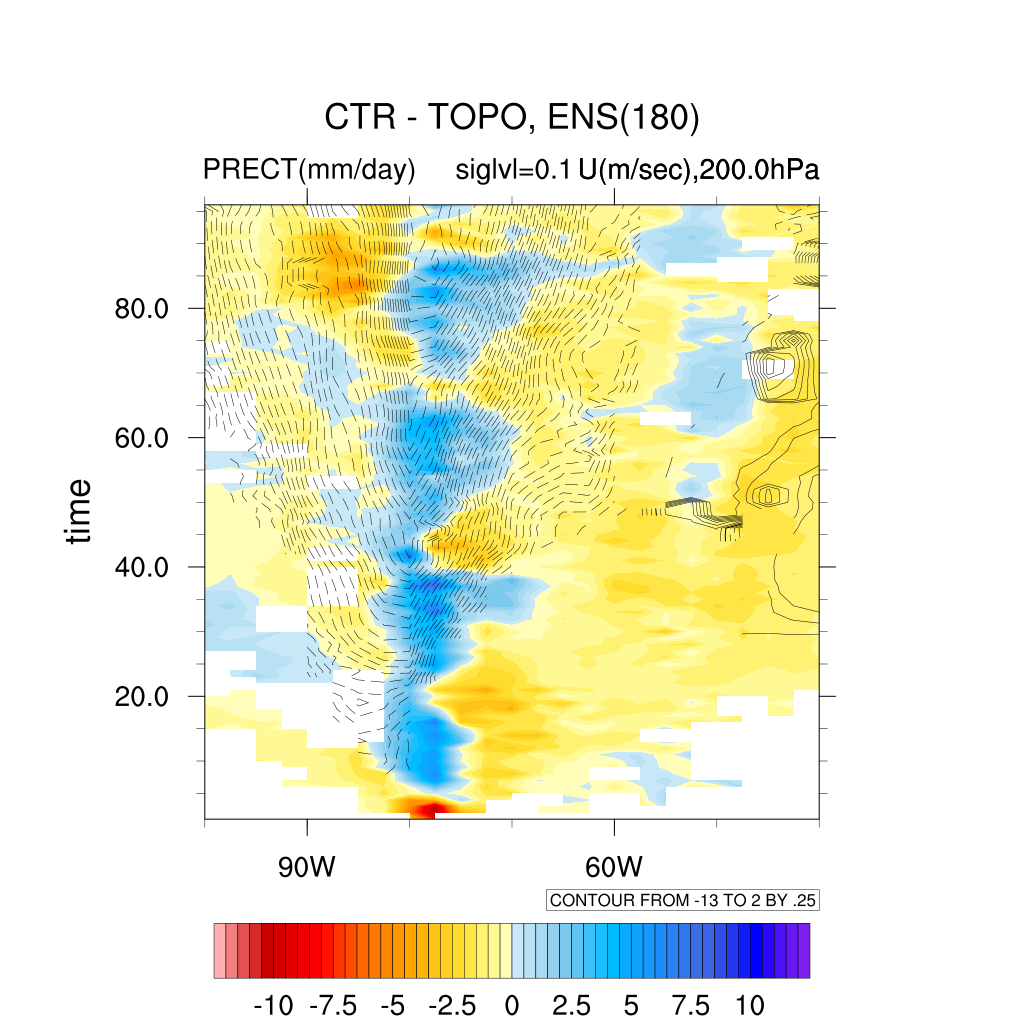 CTR - TOPO, ENS(180)
PRECT(mm/day) siglvl=0.1 U(m/sec),200.0hPa
80.0
60.0
time
40.0
20.0
90W 60W
CONTOUR FROM -13 TO 2 BY .25
-10 -7.5 -5 -2.5 0 2.5 5 7.5 10